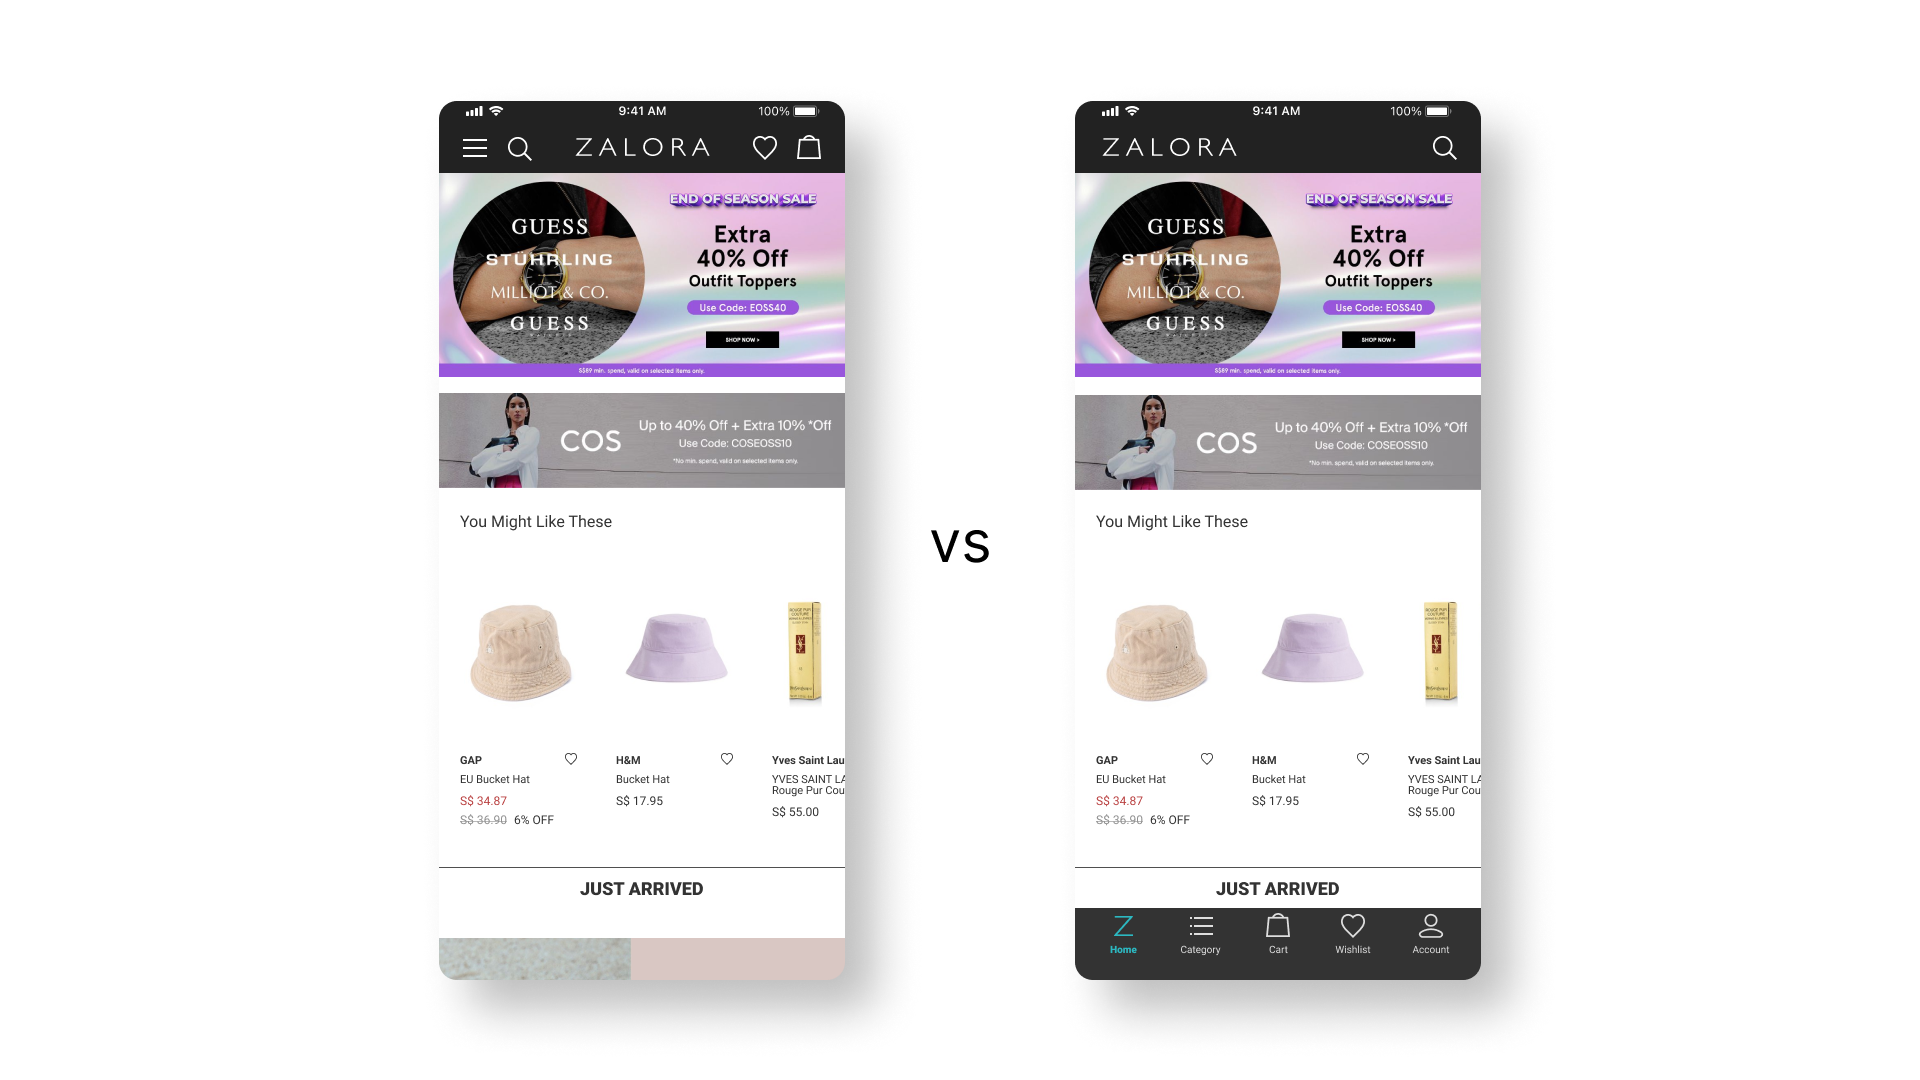 9:41 AM
100%
ZALORA
GUESS
STÜHRLING
MILLIOT & CO.
GUESS
END OF SEASON SALE
Extra
40% Off
Outfit Toppers
Use Code: EOSS40
SHOP NOW >
S$89 min. spend, valid on selected items only.
COS
Up to 40% Off + Extra 10% *Off
Use Code: COSEOSS10
*No min. spend, valid on selected items only.
You Might Like These
GAP
EU Bucket Hat
S$ 34.87
S$ 36.90 6% OFF
H&M
Bucket Hat
S$ 17.95
Yves Saint Lau
YVES SAINT LA
Rouge Pur Cou
S$ 55.00
JUST ARRIVED
vs
9:41 AM
100%
ZALORA
GUESS
STÜHRLING
MILLIOT & CO.
GUESS
END OF SEASON SALE
Extra
40% Off
Outfit Toppers
Use Code: EOSS40
SHOP NOW >
S$89 min. spend, valid on selected items only.
COS
Up to 40% Off + Extra 10% *Off
Use Code: COSEOSS10
*No min. spend, valid on selected items only.
You Might Like These
GAP
EU Bucket Hat
S$ 34.87
S$ 36.90 6% OFF
H&M
Bucket Hat
S$ 17.95
Yves Saint Lau
YVES SAINT LA
Rouge Pur Cou
S$ 55.00
JUST ARRIVED
Home
Category
Cart
Wishlist
Account